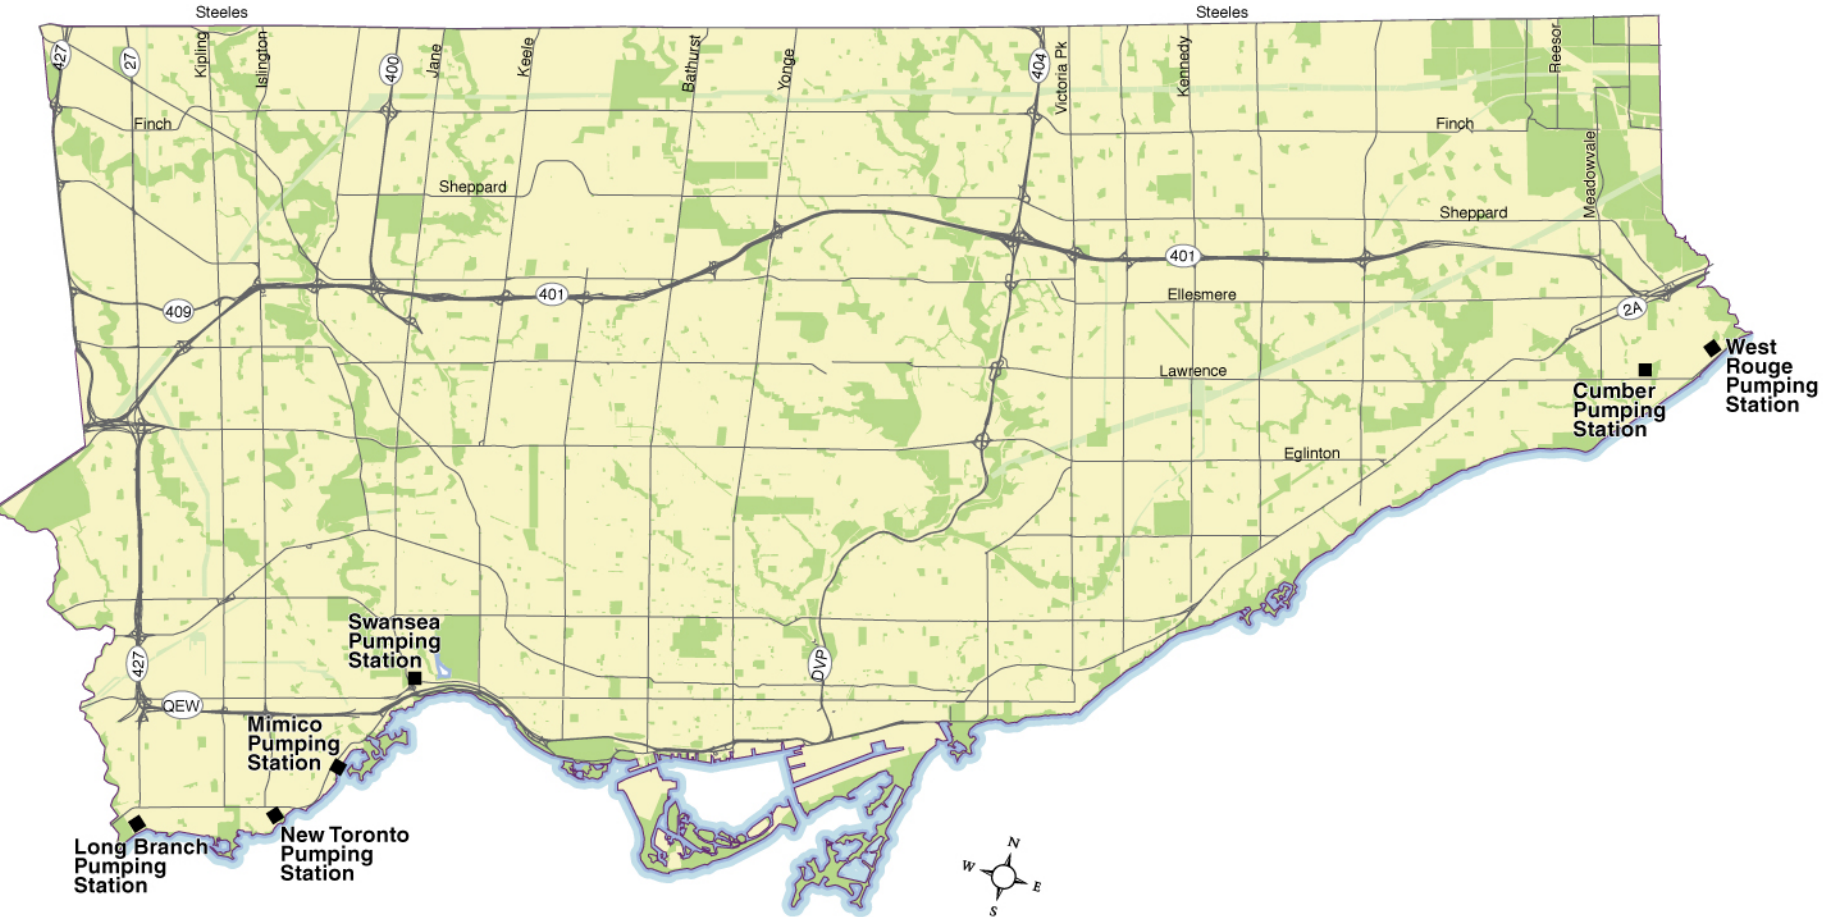 Steeles
Steeles
427
27
Kipling
Islington
400
Jane
Keele
Bathurst
Yonge
404
Victoria Pk
Kennedy
Reesor
Finch
Finch
Meadowvale
Sheppard
Sheppard
401
401
409
Ellesmere
2A
Lawrence
West
Rouge
Pumping
Station
Cumber
Pumping
Station
Eglinton
Swansea
Pumping
Station
427
DVP
QEW
Mimico
Pumping
Station
Long Branch
Pumping
Station
New Toronto
Pumping
Station
N
W
E
S